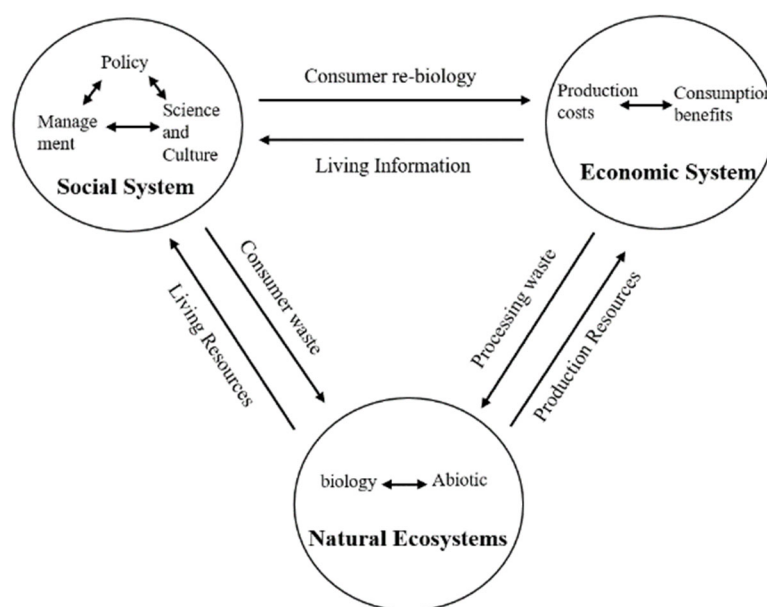 Policy
Manage
ment
Science
and
Culture
Social System
Consumer re-biology
Living Information
Production
costs
Consumption
benefits
Economic System
Living Resources
Consumer waste
Processing waste
Production Resources
biology
Abiotic
Natural Ecosystems